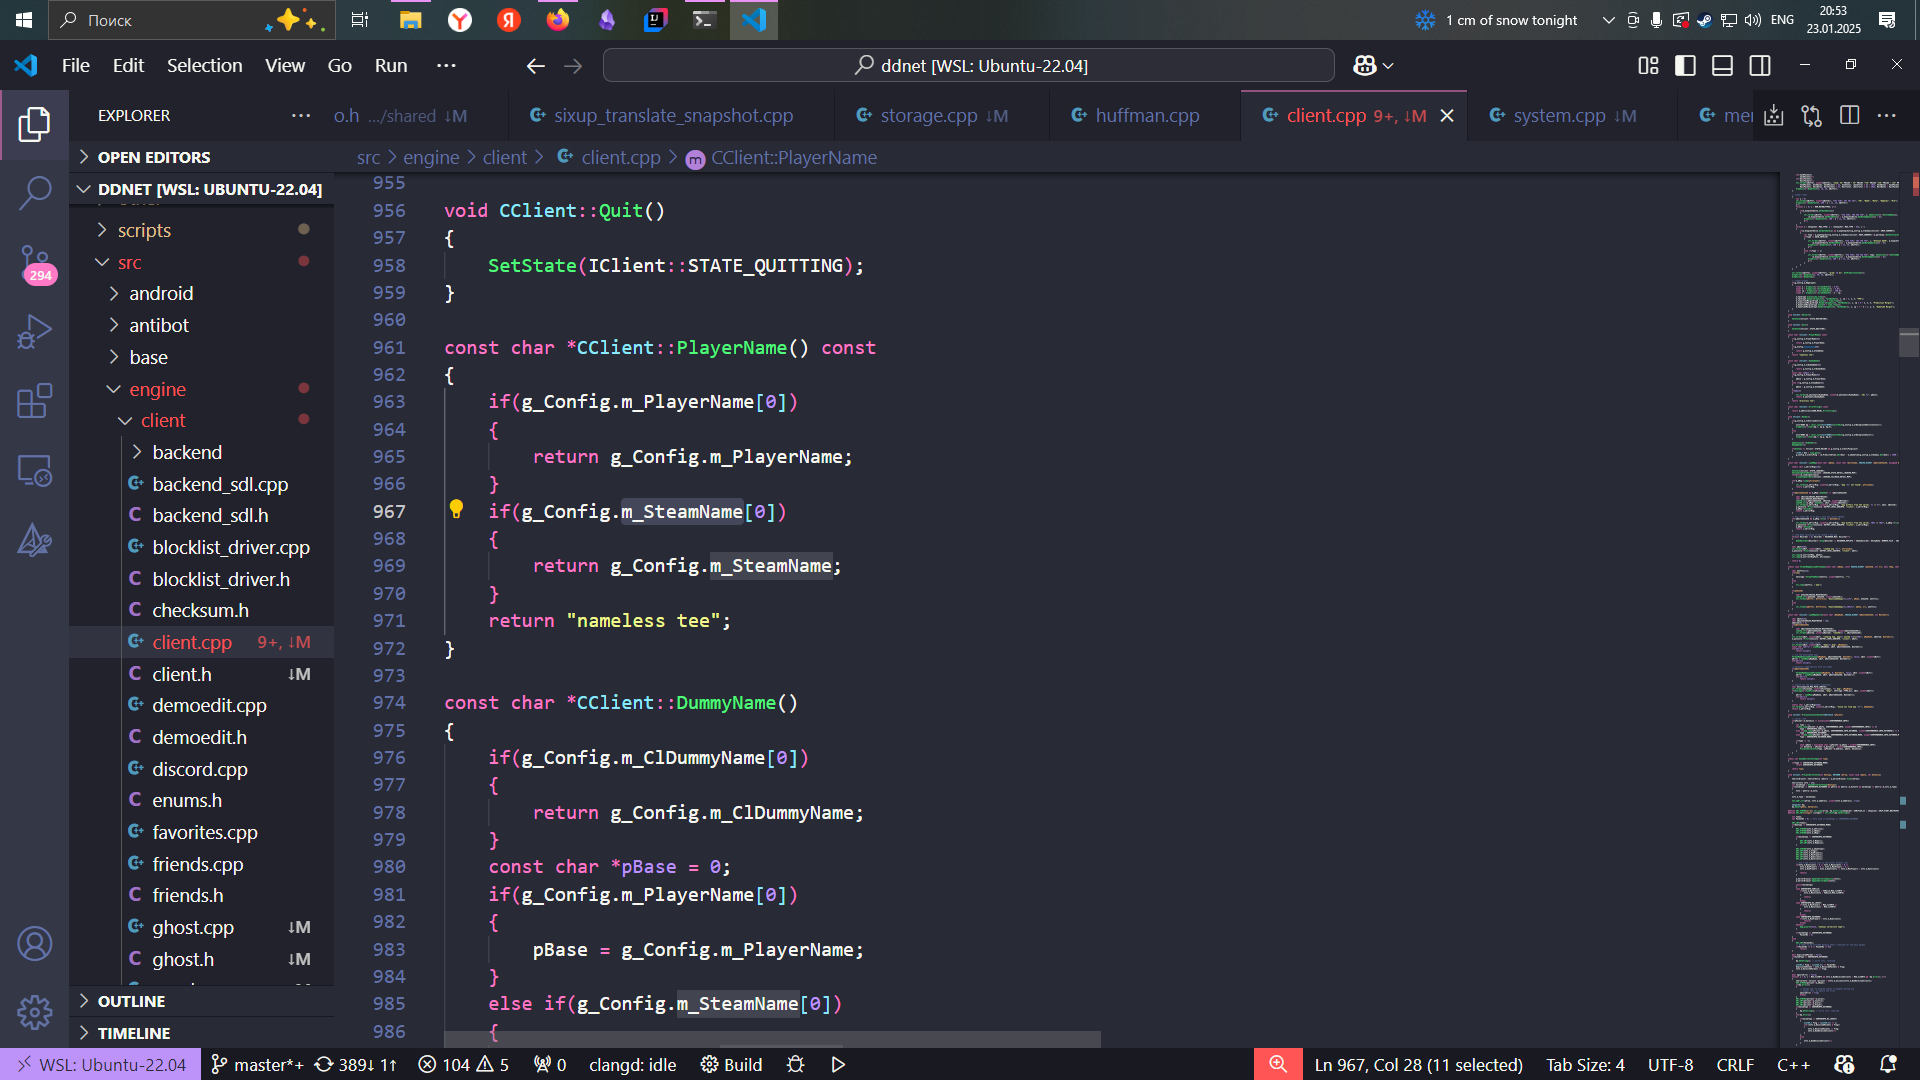 Поиск
1 cm of snow tonight
ENG
20:53
23.01.2025
File Edit Selection View Go Run ···
ddnet [WSL: Ubuntu-22.04]
EXPLORER
o.h .../shared ↓M
sixup_translate_snapshot.cpp
storage.cpp ↓M
huffman.cpp
client.cpp 9+, ↓M
system.cpp ↓M
OPEN EDITORS
src > engine > client > client.cpp > CClient::PlayerName
DDNET [WSL: UBUNTU-22.04]
scripts
src
android
antibot
base
engine
client
backend
backend_sdl.cpp
backend_sdl.h
blocklist_driver.cpp
blocklist_driver.h
checksum.h
client.cpp 9+, ↓M
client.h ↓M
demoedit.cpp
demoedit.h
discord.cpp
enums.h
favorites.cpp
friends.cpp
friends.h
ghost.cpp ↓M
ghost.h ↓M
OUTLINE
TIMELINE
294
955
956 void CClient::Quit()
957 {
958 SetState(IClient::STATE_QUITTING);
959 }
960
961 const char *CClient::PlayerName() const
962 {
963 if(g_Config.m_PlayerName[0])
964 {
965 return g_Config.m_PlayerName;
966 }
967 if(g_Config.m_SteamName[0])
968 {
969 return g_Config.m_SteamName;
970 }
971 return "nameless tee";
972 }
973
974 const char *CClient::DummyName()
975 {
976 if(g_Config.m_ClDummyName[0])
977 {
978 return g_Config.m_ClDummyName;
979 }
980 const char *pBase = 0;
981 if(g_Config.m_PlayerName[0])
982 {
983 pBase = g_Config.m_PlayerName;
984 }
985 else if(g_Config.m_SteamName[0])
986 {
WSL: Ubuntu-22.04 master*+ 389↓ 1↑ 104 5 0 clangd: idle Build
Ln 967, Col 28 (11 selected) Tab Size: 4 UTF-8 CRLF C++